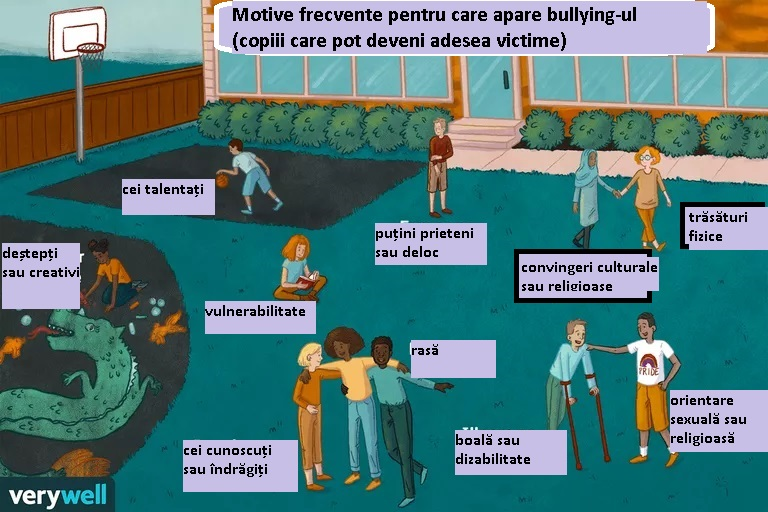 Motive frecvente pentru care apare bullying-ul
(copiii care pot deveni adesea victime)
cei talentați
puțini prieteni
sau deloc
trăsături
fizice
deștepți
sau creativi
convingeri culturale
sau religioase
vulnerabilitate
rasă
PRIDE
orientare
sexuală sau
religioasă
cei cunoscuți
sau îndrăgiți
boală sau
dizabilitate
verywell